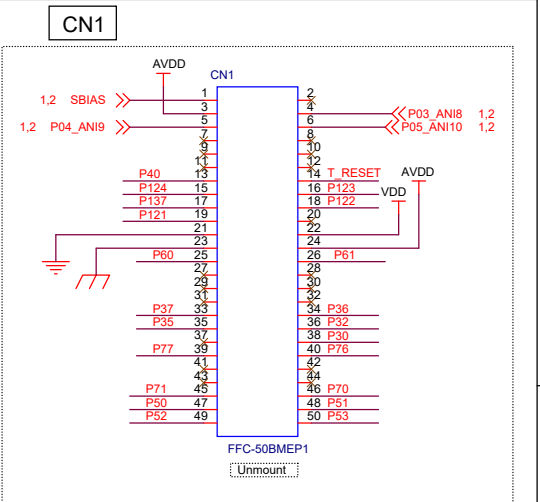 CN1
AVDD
CN1
1,2 SBIAS 1 2
3 4 P03_ANI8 1,2
1,2 P04_ANI9 5 6 P05_ANI10 1,2
7 8
9 10
11 12
P40 13 14 T_RESET
P124 15 16 P123 VDD AVDD
P137 17 18 P122
P121 19 20
21 22
23 24
P60 25 26 P61
27 28
29 30
31 32
P37 33 34 P36
P35 35 36 P32
37 38 P30
P77 39 40 P76
41 42
43 44
P71 45 46 P70
P50 47 48 P51
P52 49 50 P53
FFC-50BMEP1
Unmount